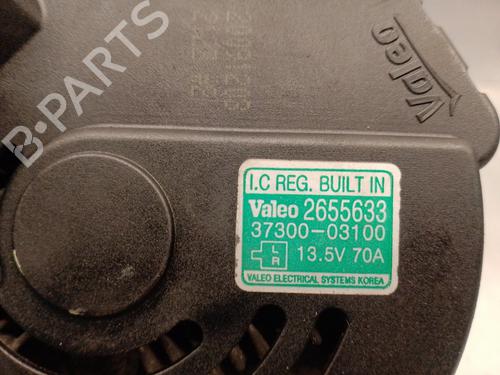 Valeo
I.C REG. BUILT IN
Valeo 2655633
37300-03100
R 13.5V 70A
VALEO ELECTRICAL SYSTEMS KOREA
B-PARTS